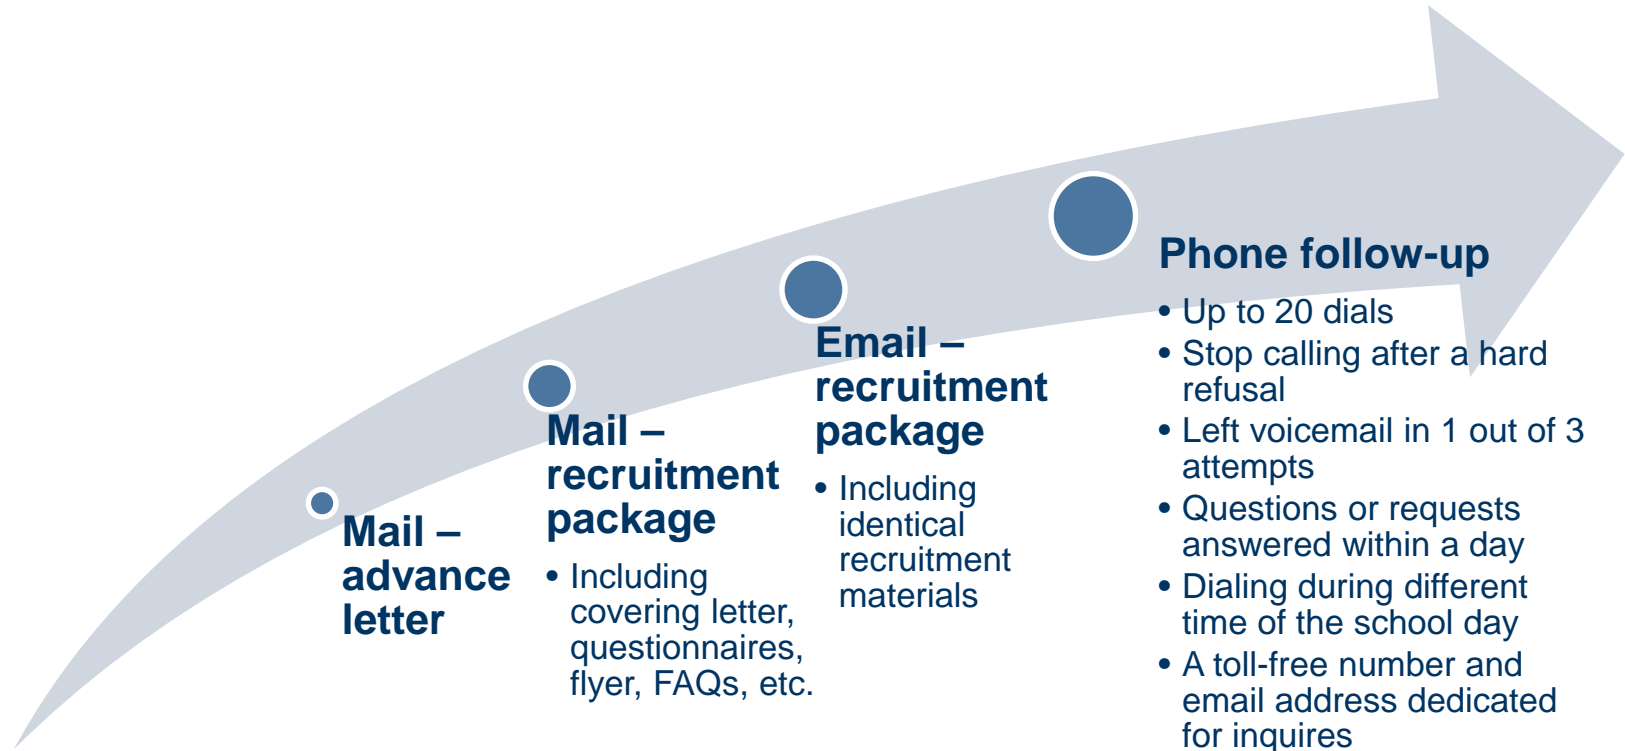 Mail –
advance
letter
Mail –
recruitment
package
• Including
covering letter,
questionnaires,
flyer, FAQs, etc.
Email –
recruitment
package
• Including
identical
recruitment
materials
Phone follow-up
• Up to 20 dials
• Stop calling after a hard
refusal
• Left voicemail in 1 out of 3
attempts
• Questions or requests
answered within a day
• Dialing during different
time of the school day
• A toll-free number and
email address dedicated
for inquires